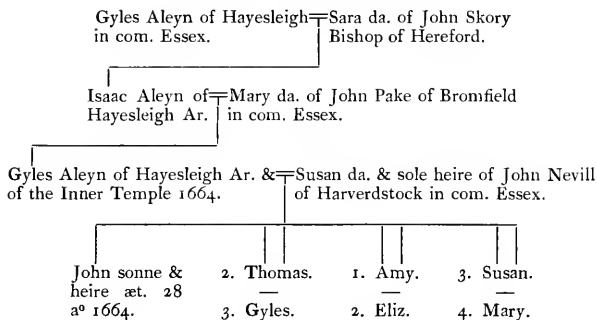 Gyles Aleyn of Hayesleigh Sara da. of John Skory
in com. Essex. Bishop of Hereford.
Isaac Aleyn of Mary da. of John Pake of Bromfield
Hayesleigh Ar. in com. Essex.
Gyles Aleyn of Hayesleigh Ar. & Susan da. & sole heire of John Nevill
of the Inner Temple 1664. of Harverdstock in com. Essex.
John sonne & 2. Thomas. 1. Amy. 3. Susan.
heire æt. 28
aº 1664. 3. Gyles. 2. Eliz. 4. Mary.